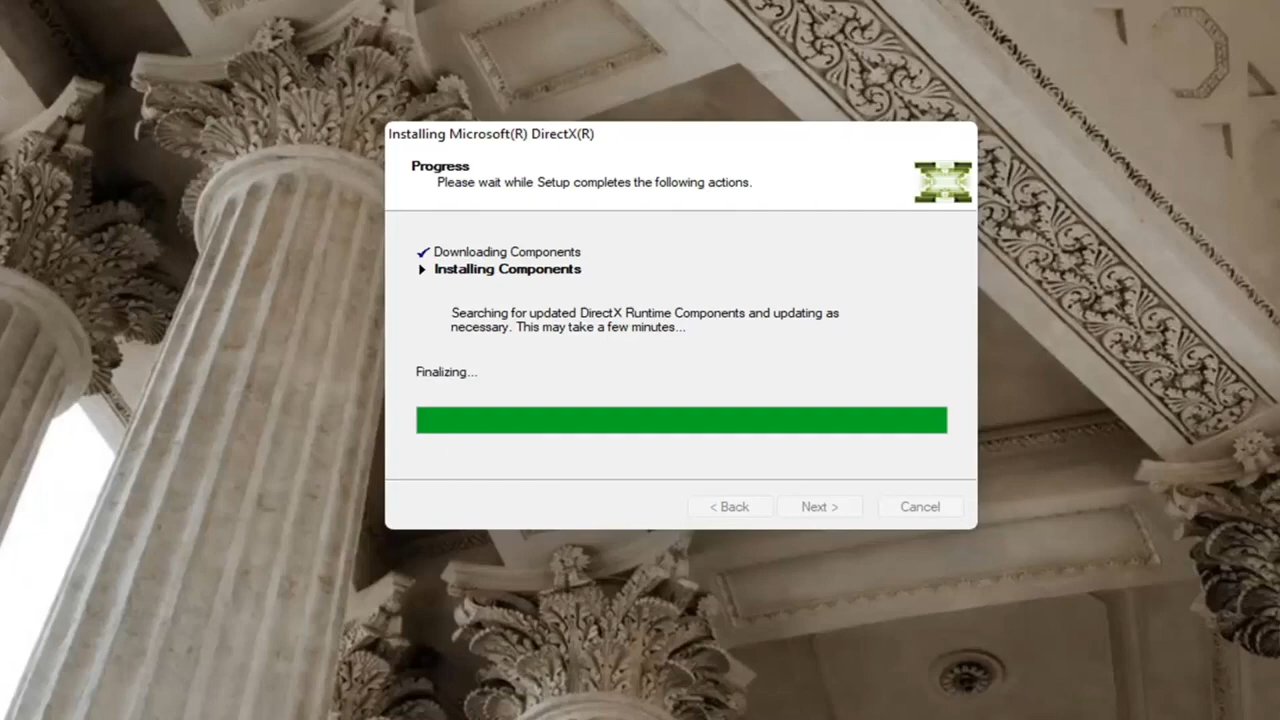 Installing Microsoft(R) DirectX(R)
Progress
Please wait while Setup completes the following actions.
Downloading Components
Installing Components
Searching for updated DirectX Runtime Components and updating as
necessary. This may take a few minutes...
Finalizing...
< Back
Next >
Cancel